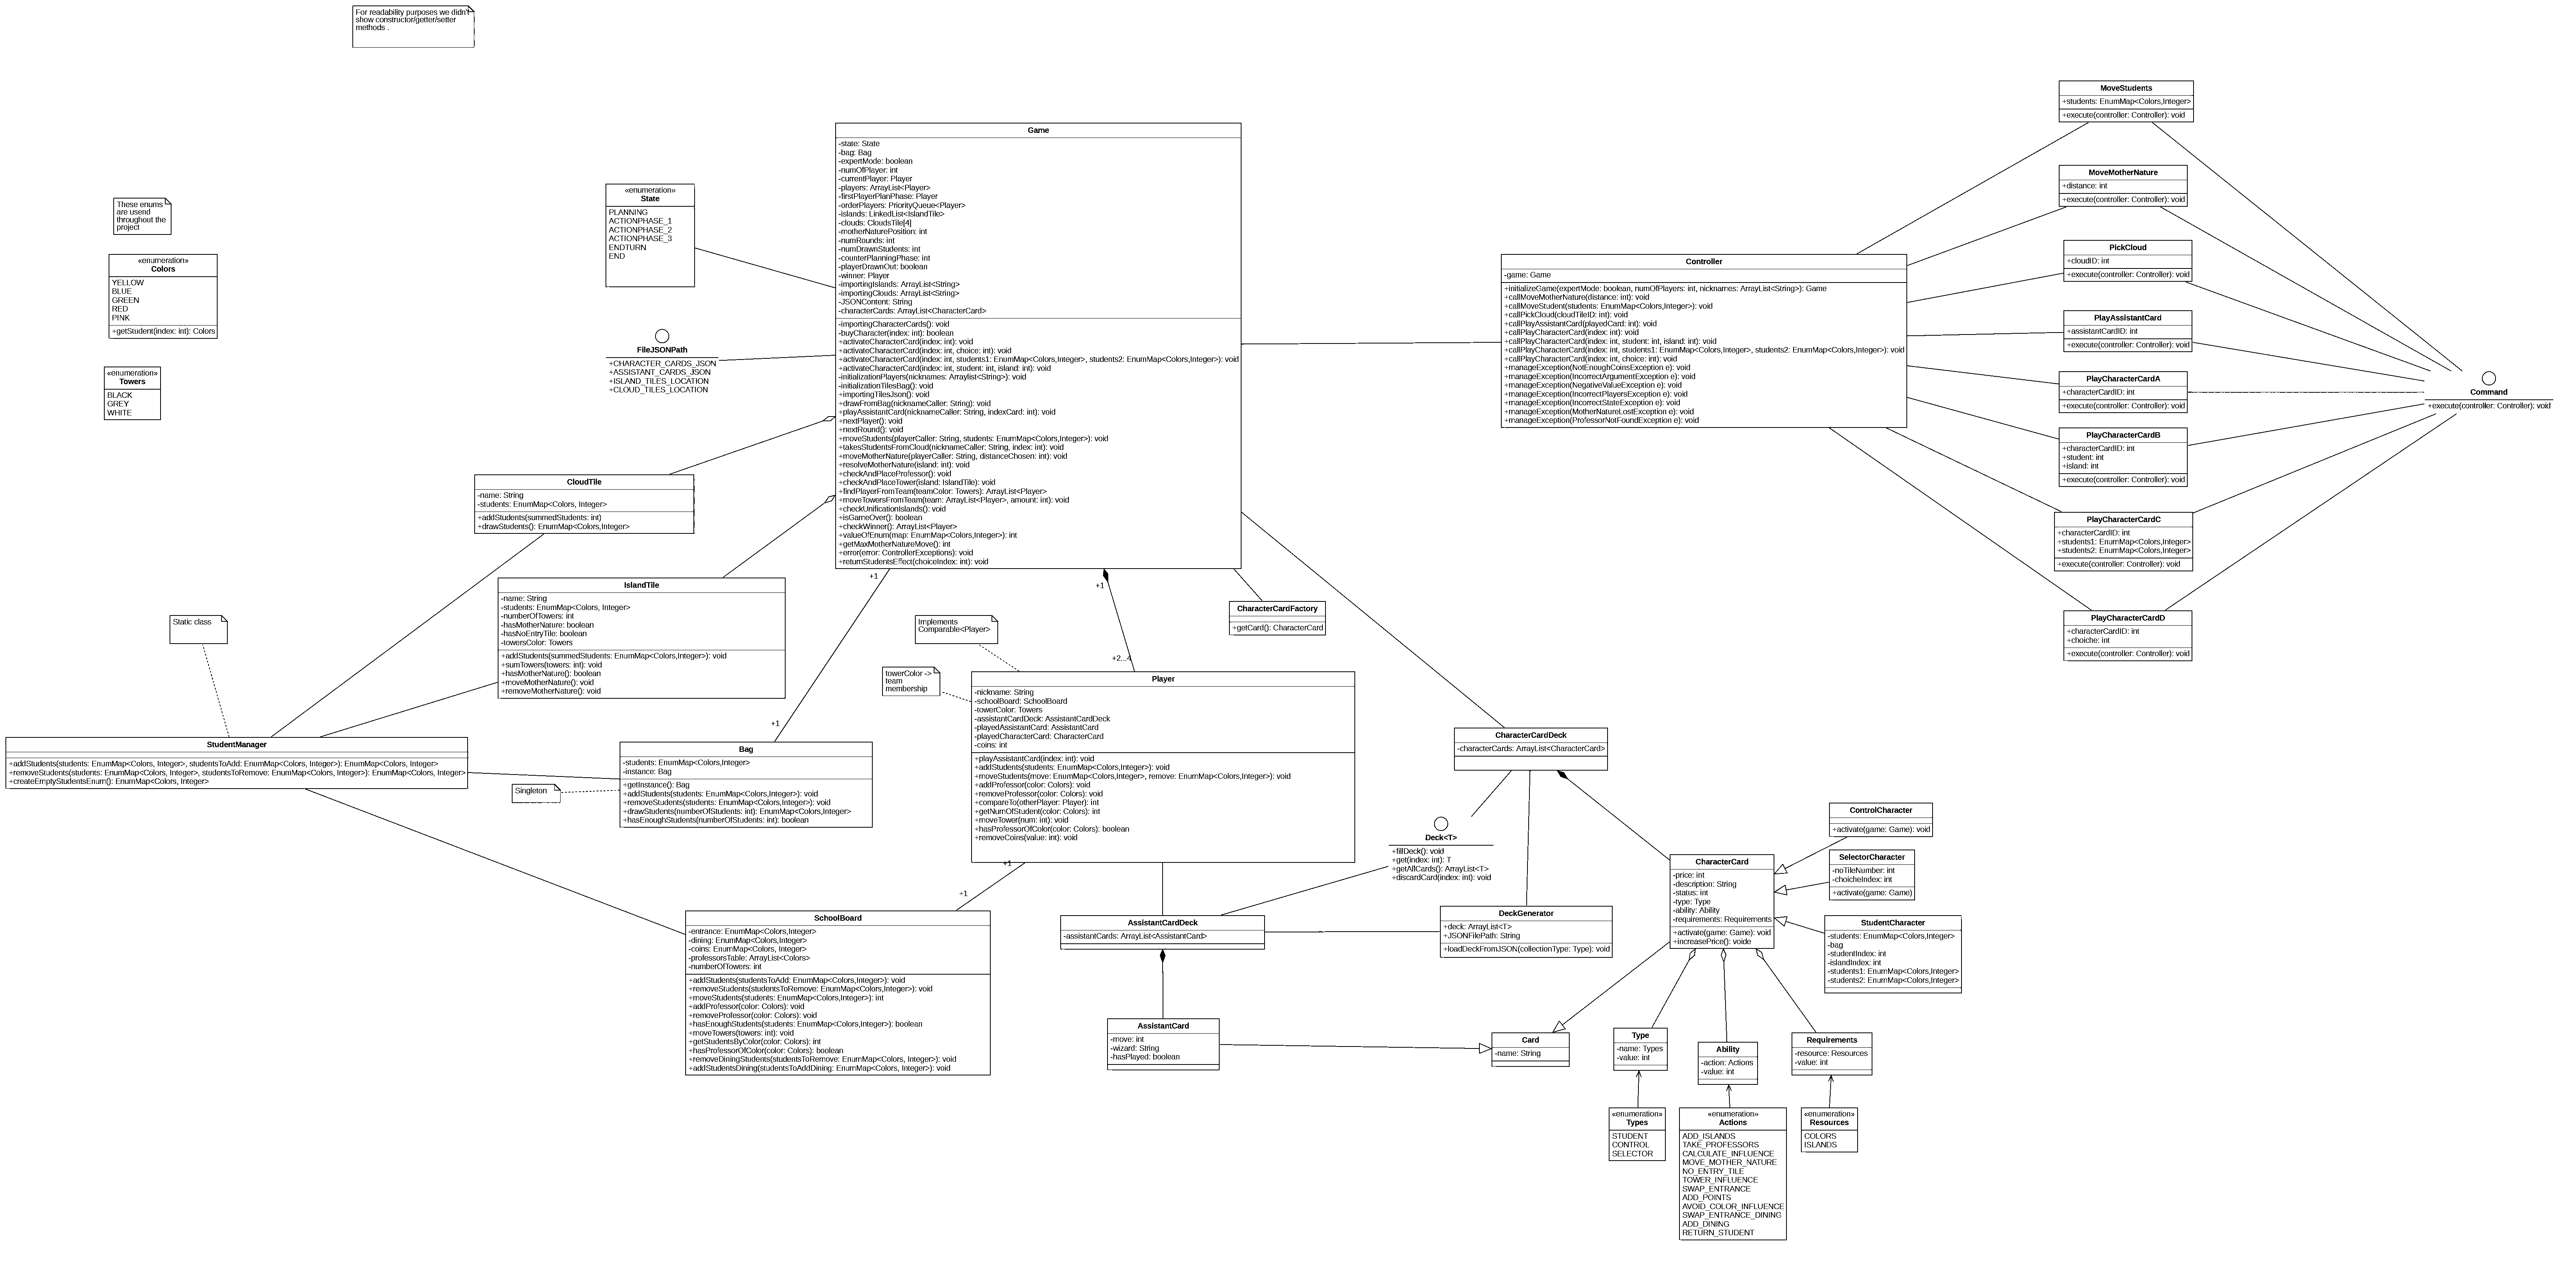 For readability purposes we didn't
show constructor/getter/setter
methods .
These enums
are usend
throughout the
project
«enumeration»
Colors
YELLOW
BLUE
GREEN
RED
PINK
+getStudent(index: int): Colors
«enumeration»
Towers
BLACK
GREY
WHITE
«enumeration»
State
PLANNING
ACTIONPHASE_1
ACTIONPHASE_2
ACTIONPHASE_3
ENDTURN
END
FileJSONPath
+CHARACTER_CARDS_JSON
+ASSISTANT_CARDS_JSON
+ISLAND_TILES_LOCATION
+CLOUD_TILES_LOCATION
Game
-state: State
-bag: Bag
-expertMode: boolean
-numOfPlayer: int
-currentPlayer: Player
-players: ArrayList<Player>
-firstPlayerPlanPhase: Player
-orderPlayers: PriorityQueue<Player>
-islands: LinkedList<IslandTile>
-clouds: CloudsTile[4]
-motherNaturePosition: int
-numRounds: int
-numDrawnStudents: int
-counterPlanningPhase: int
-playerDrawnOut: boolean
-winner: Player
-importingIslands: ArrayList<String>
-importingClouds: ArrayList<String>
-JSONContent: String
-characterCards: ArrayList<CharacterCard>
-importingCharacterCards(): void
-buyCharacter(index: int): boolean
+activateCharacterCard(index: int): void
+activateCharacterCard(index: int, choice: int): void
+activateCharacterCard(index: int, students1: EnumMap<Colors,Integer>, students2: EnumMap<Colors,Integer>): void
+activateCharacterCard(index: int, student: int, island: int): void
-initializationPlayers(nicknames: Arraylist<String>): void
-initializationTilesBag(): void
+importingTilesJson(): void
+drawFromBag(nicknameCaller: String): void
+playAssistantCard(nicknameCaller: String, indexCard: int): void
+nextPlayer(): void
+nextRound(): void
+moveStudents(playerCaller: String, students: EnumMap<Colors,Integer>): void
+takesStudentsFromCloud(nicknameCaller: String, index: int): void
+moveMotherNature(playerCaller: String, distanceChosen: int): void
+resolveMotherNature(island: int): void
+checkAndPlaceProfessor(): void
+checkAndPlaceTower(island: IslandTile): void
+findPlayerFromTeam(teamColor: Towers): ArrayList<Player>
+moveTowersFromTeam(team: ArrayList<Player>, amount: int): void
+checkUnificationIslands(): void
+isGameOver(): boolean
+checkWinner(): ArrayList<Player>
+valueOfEnum(map: EnumMap<Colors,Integer>): int
+getMaxMotherNatureMove(): int
+error(error: ControllerExceptions): void
+returnStudentsEffect(choiceIndex: int): void
Controller
-game: Game
+initializeGame(expertMode: boolean, numOfPlayers: int, nicknames: ArrayList<String>): Game
+callMoveMotherNature(distance: int): void
+callMoveStudent(students: EnumMap<Colors,Integer>): void
+callPickCloud(cloudTileID: int): void
+callPlayAssistantCard(playedCard: int): void
+callPlayCharacterCard(index: int): void
+callPlayCharacterCard(index: int, student: int, island: int): void
+callPlayCharacterCard(index: int, students1: EnumMap<Colors,Integer>, students2: EnumMap<Colors,Integer>): void
+callPlayCharacterCard(index: int, choice: int): void
+manageException(NotEnoughCoinsException e): void
+manageException(IncorrectArgumentException e): void
+manageException(NegativeValueException e): void
+manageException(IncorrectPlayersException e): void
+manageException(IncorrectStateException e): void
+manageException(MotherNatureLostException e): void
+manageException(ProfessorNotFoundException e): void
MoveStudents
+students: EnumMap<Colors,Integer>
+execute(controller: Controller): void
MoveMotherNature
+distance: int
+execute(controller: Controller): void
PickCloud
+cloudID: int
+execute(controller: Controller): void
PlayAssistantCard
+assistantCardID: int
+execute(controller: Controller): void
PlayCharacterCardA
+characterCardID: int
+execute(controller: Controller): void
PlayCharacterCardB
+characterCardID: int
+student: int
+island: int
+execute(controller: Controller): void
PlayCharacterCardC
+characterCardID: int
+students1: EnumMap<Colors,Integer>
+students2: EnumMap<Colors,Integer>
+execute(controller: Controller): void
PlayCharacterCardD
+characterCardID: int
+choiche: int
+execute(controller: Controller): void
Command
+execute(controller: Controller): void
CloudTile
-name: String
-students: EnumMap<Colors, Integer>
+addStudents(summedStudents: int)
+drawStudents(): EnumMap<Colors,Integer>
IslandTile
-name: String
-students: EnumMap<Colors, Integer>
-numberOfTowers: int
-hasMotherNature: boolean
-hasNoEntryTile: boolean
-towersColor: Towers
+addStudents(summedStudents: EnumMap<Colors,Integer>): void
+sumTowers(towers: int): void
+hasMotherNature(): boolean
+moveMotherNature(): void
+removeMotherNature(): void
Static class
StudentManager
+addStudents(students: EnumMap<Colors, Integer>, studentsToAdd: EnumMap<Colors, Integer>): EnumMap<Colors, Integer>
+removeStudents(students: EnumMap<Colors, Integer>, studentsToRemove: EnumMap<Colors, Integer>): EnumMap<Colors, Integer>
+createEmptyStudentsEnum(): EnumMap<Colors, Integer>
+1
+1
Bag
-students: EnumMap<Colors,Integer>
-instance: Bag
+getInstance(): Bag
+addStudents(students: EnumMap<Colors,Integer>): void
+removeStudents(students: EnumMap<Colors,Integer>): void
+drawStudents(numberOfStudents: int): EnumMap<Colors,Integer>
+hasEnoughStudents(numberOfStudents: int): boolean
Singleton
+1
+2...4
Implements
Comparable<Player>
towerColor ->
team
membership
CharacterCardFactory
+getCard(): CharacterCard
Player
-nickname: String
-schoolBoard: SchoolBoard
-towerColor: Towers
-assistantCardDeck: AssistantCardDeck
-playedAssistantCard: AssistantCard
-playedCharacterCard: CharacterCard
-coins: int
+playAssistantCard(index: int): void
+addStudents(students: EnumMap<Colors,Integer>): void
+moveStudents(move: EnumMap<Colors,Integer>, remove: EnumMap<Colors,Integer>): void
+addProfessor(color: Colors): void
+removeProfessor(color: Colors): void
+compareTo(otherPlayer: Player): int
+getNumOfStudent(color: Colors): int
+moveTower(num: int): void
+hasProfessorOfColor(color: Colors): boolean
+removeCoins(value: int): void
+1
+1
SchoolBoard
-entrance: EnumMap<Colors,Integer>
-dining: EnumMap<Colors,Integer>
-coins: EnumMap<Colors, Integer>
-professorsTable: ArrayList<Colors>
-numberOfTowers: int
+addStudents(studentsToAdd: EnumMap<Colors,Integer>): void
+removeStudents(studentsToRemove: EnumMap<Colors,Integer>): void
+moveStudents(students: EnumMap<Colors,Integer>): int
+addProfessor(color: Colors): void
+removeProfessor(color: Colors): void
+hasEnoughStudents(students: EnumMap<Colors,Integer>): boolean
+moveTowers(towers: int): void
+getStudentsByColor(color: Colors): int
+hasProfessorOfColor(color: Colors): boolean
+removeDiningStudents(studentsToRemove: EnumMap<Colors, Integer>): void
+addStudentsDining(studentsToAddDining: EnumMap<Colors, Integer>): void
CharacterCardDeck
-characterCards: ArrayList<CharacterCard>
Deck<T>
+fillDeck(): void
+get(index: int): T
+getAllCards(): ArrayList<T>
+discardCard(index: int): void
AssistantCardDeck
-assistantCards: ArrayList<AssistantCard>
DeckGenerator
+deck: ArrayList<T>
+JSONFilePath: String
+loadDeckFromJSON(collectionType: Type): void
AssistantCard
-move: int
-wizard: String
-hasPlayed: boolean
Card
-name: String
CharacterCard
-price: int
-description: String
-status: int
-type: Type
-ability: Ability
-requirements: Requirements
+activate(game: Game): void
+increasePrice(): voide
ControlCharacter
+activate(game: Game): void
SelectorCharacter
-noTileNumber: int
-choicheIndex: int
+activate(game: Game)
StudentCharacter
-students: EnumMap<Colors,Integer>
-bag
-studentIndex: int
-islandIndex: int
-students1: EnumMap<Colors,Integer>
-students2: EnumMap<Colors,Integer>
Type
-name: Types
-value: int
Ability
-action: Actions
-value: int
Requirements
-resource: Resources
-value: int
«enumeration»
Types
STUDENT
CONTROL
SELECTOR
«enumeration»
Actions
ADD_ISLANDS
TAKE_PROFESSORS
CALCULATE_INFLUENCE
MOVE_MOTHER_NATURE
NO_ENTRY_TILE
TOWER_INFLUENCE
SWAP_ENTRANCE
ADD_POINTS
AVOID_COLOR_INFLUENCE
SWAP_ENTRANCE_DINING
ADD_DINING
RETURN_STUDENT
«enumeration»
Resources
COLORS
ISLANDS